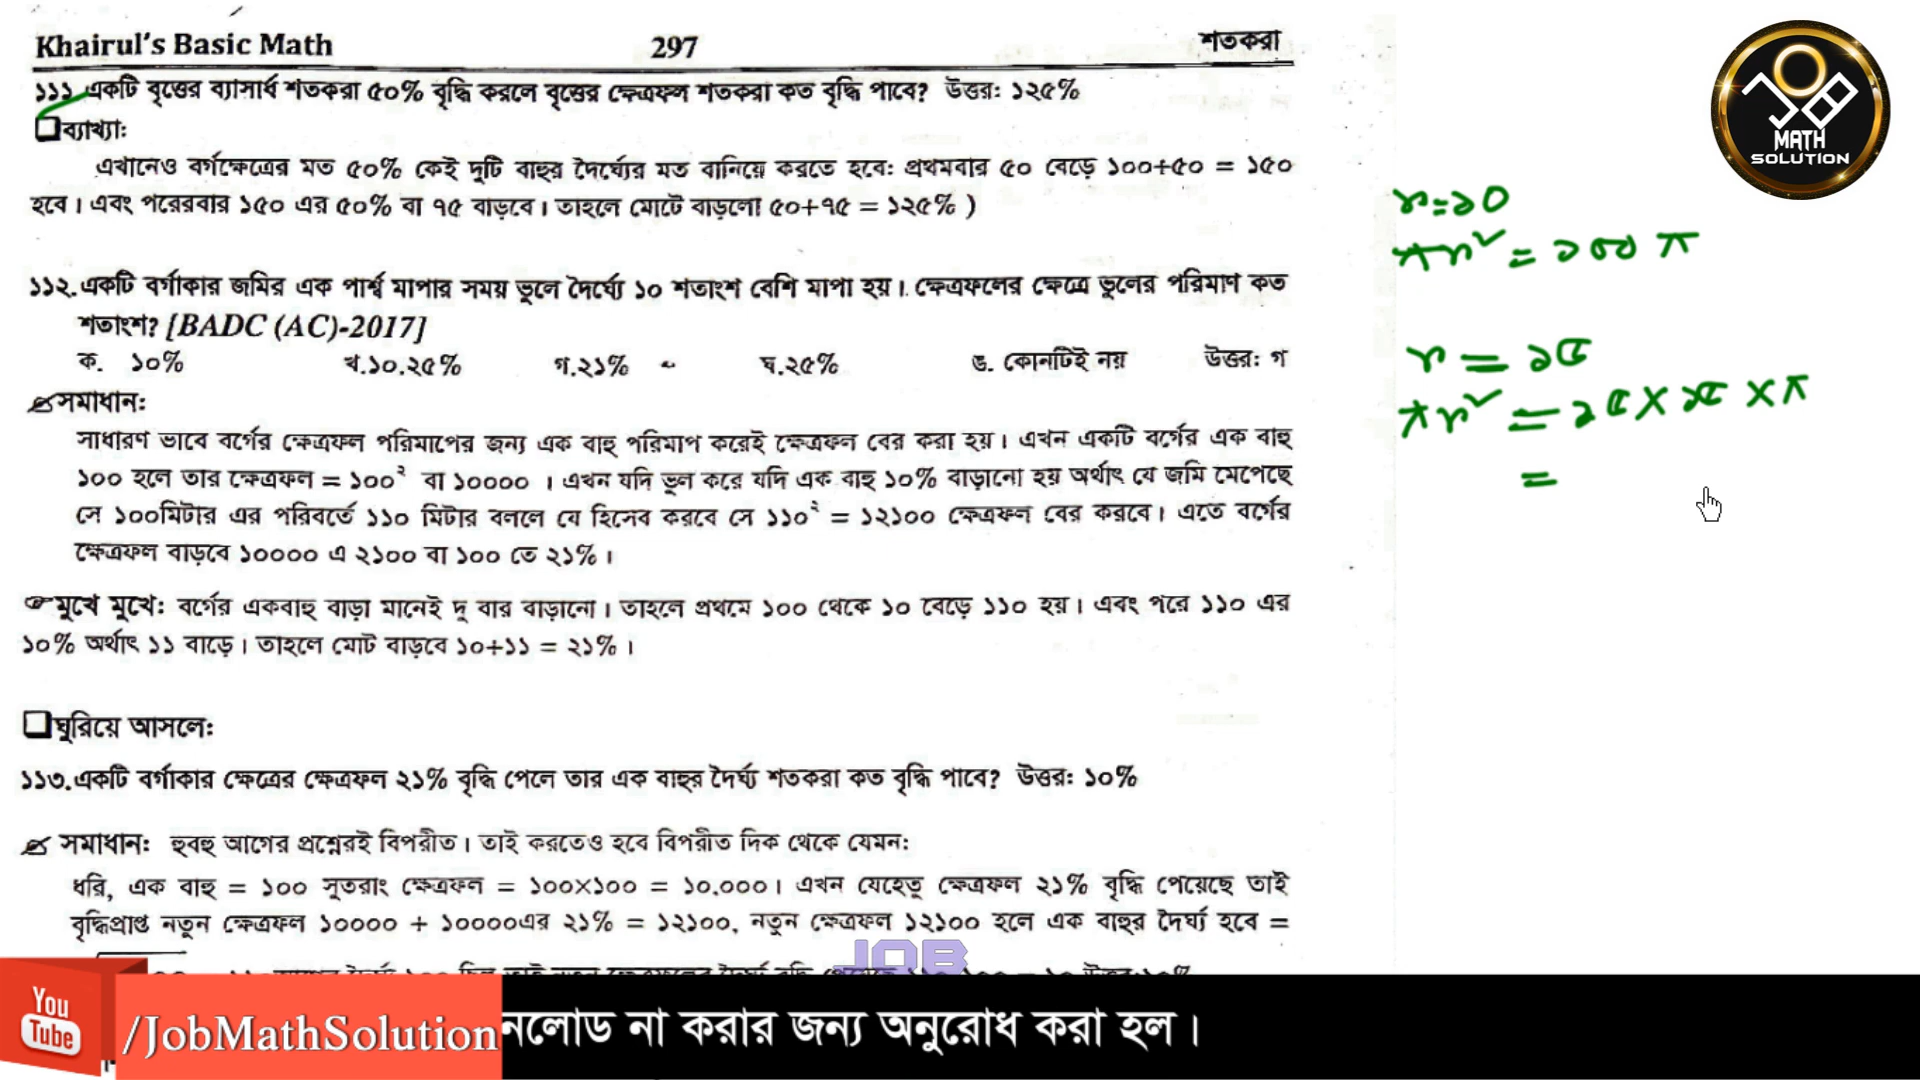 Khairul's Basic Math 297 শতকরা
১১১.একটি বৃত্তের ব্যাসার্ধ শতকরা ৫০% বৃদ্ধি করলে বৃত্তের ক্ষেত্রফল শতকরা কত বৃদ্ধি পাবে? উত্তর: ১২৫%
ব্যাখ্যা:
এখানেও বর্গক্ষেত্রের মত ৫০% কেই দুটি বাহুর দৈর্ঘ্যের মত বানিয়ে করতে হবে: প্রথমবার ৫০ বেড়ে ১০০+৫০ = ১৫০
হবে। এবং পরেরবার ১৫০ এর ৫০% বা ৭৫ বাড়বে। তাহলে মোটে বাড়লো ৫০+৭৫ = ১২৫% )
১১২.একটি বর্গাকার জমির এক পার্শ্ব মাপার সময় ভুলে দৈর্ঘ্যে ১০ শতাংশ বেশি মাপা হয়। ক্ষেত্রফলের ক্ষেত্রে ভুলের পরিমাণ কত
শতাংশ? [BADC (AC)-2017]
ক. ১০% খ.১০.২৫% গ.২১% ঘ.২৫% ঙ. কোনটিই নয় উত্তর: গ
সমাধান:
সাধারণ ভাবে বর্গের ক্ষেত্রফল পরিমাপের জন্য এক বাহু পরিমাপ করেই ক্ষেত্রফল বের করা হয়। এখন একটি বর্গের এক বাহু
১০০ হলে তার ক্ষেত্রফল = ১০০² বা ১০০০০ । এখন যদি ভুল করে যদি এক বাহু ১০% বাড়ানো হয় অর্থাৎ যে জমি মেপেছে
সে ১০০মিটার এর পরিবর্তে ১১০ মিটার বললে যে হিসেব করবে সে ১১০² = ১২১০০ ক্ষেত্রফল বের করবে। এতে বর্গের
ক্ষেত্রফল বাড়বে ১০০০০ এ ২১০০ বা ১০০ তে ২১%।
মুখে মুখে: বর্গের একবাহু বাড়া মানেই দু বার বাড়ানো। তাহলে প্রথমে ১০০ থেকে ১০ বেড়ে ১১০ হয়। এবং পরে ১১০ এর
১০% অর্থাৎ ১১ বাড়ে। তাহলে মোট বাড়বে ১০+১১ = ২১%।
ঘুরিয়ে আসলে:
১১৩.একটি বর্গাকার ক্ষেত্রের ক্ষেত্রফল ২১% বৃদ্ধি পেলে তার এক বাহুর দৈর্ঘ্য শতকরা কত বৃদ্ধি পাবে? উত্তর: ১০%
সমাধান: হুবহু আগের প্রশ্নেরই বিপরীত। তাই করতেও হবে বিপরীত দিক থেকে যেমন:
ধরি, এক বাহু = ১০০ সুতরাং ক্ষেত্রফল = ১০০×১০০ = ১০,০০০। এখন যেহেতু ক্ষেত্রফল ২১% বৃদ্ধি পেয়েছে তাই
বৃদ্ধিপ্রাপ্ত নতুন ক্ষেত্রফল ১০০০০ + ১০০০০এর ২১% = ১২১০০, নতুন ক্ষেত্রফল ১২১০০ হলে এক বাহুর দৈর্ঘ্য হবে =
r=১০
πr² = ১০০ π
r = ১৫
πr² = ১৫ × ১৫ × π
=
JOB
MATH
SOLUTION
JOB
You
Tube
/JobMathSolution
নলোড না করার জন্য অনুরোধ করা হল।